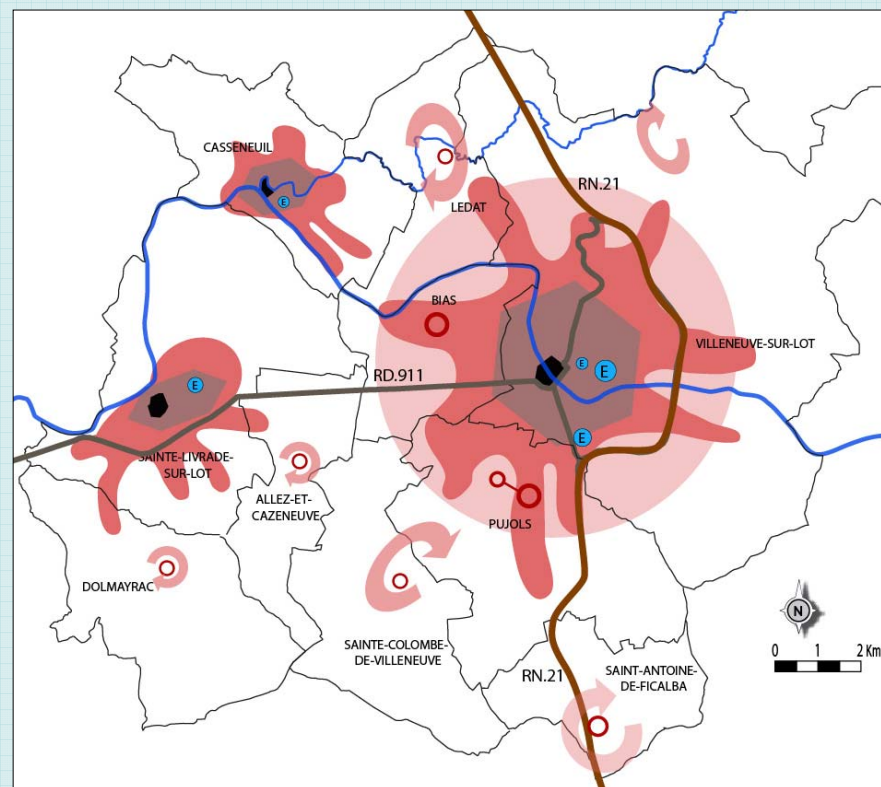 CASSENEUIL
LEDAT
RN.21
BIAS
VILLENEUVE-SUR-LOT
RD.911
E
E
E
E
E
SAINTE-LIVRADE-
SUR-LOT
ALLEZ-ET-
CAZENEUVE
PUJOLS
DOLMAYRAC
SAINTE-COLOMBE-
DE-VILLENEUVE
RN.21
SAINT-ANTOINE-
DE-FICALBA
N
0 1 2 Km